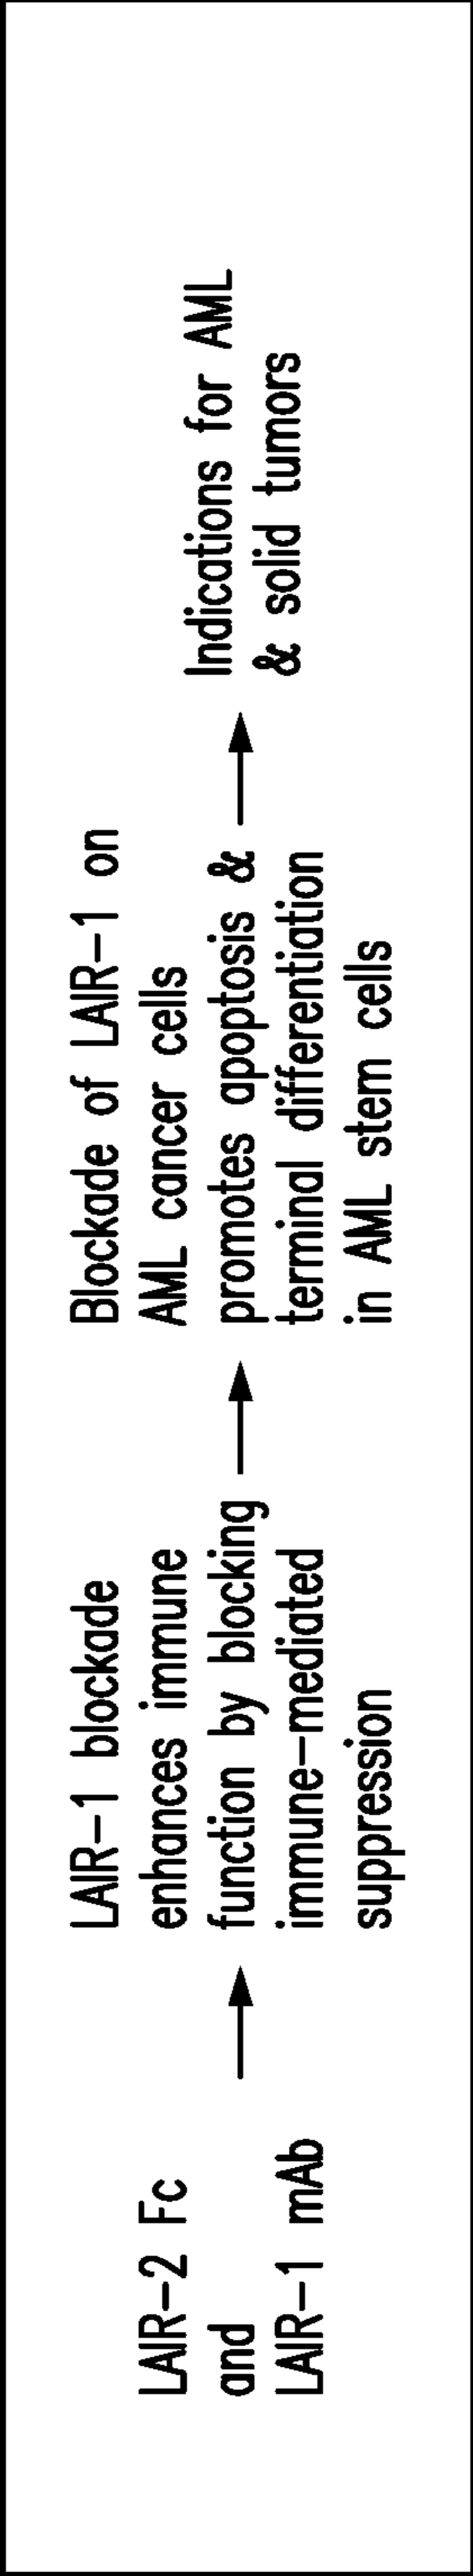 LAIR-2 Fc
and
LAIR-1 mAb
LAIR-1 blockade
enhances immune
function by blocking
immune-mediated
suppression
Blockade of LAIR-1 on
AML cancer cells
promotes apoptosis &
terminal differentiation
in AML stem cells
Indications for AML
& solid tumors